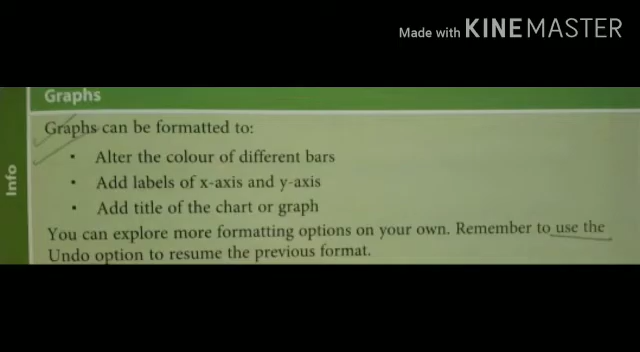 Made with KINEMASTER
Graphs
Info
Graphs can be formatted to:
• Alter the colour of different bars
• Add labels of x-axis and y-axis
• Add title of the chart or graph
You can explore more formatting options on your own. Remember to use the
Undo option to resume the previous format.